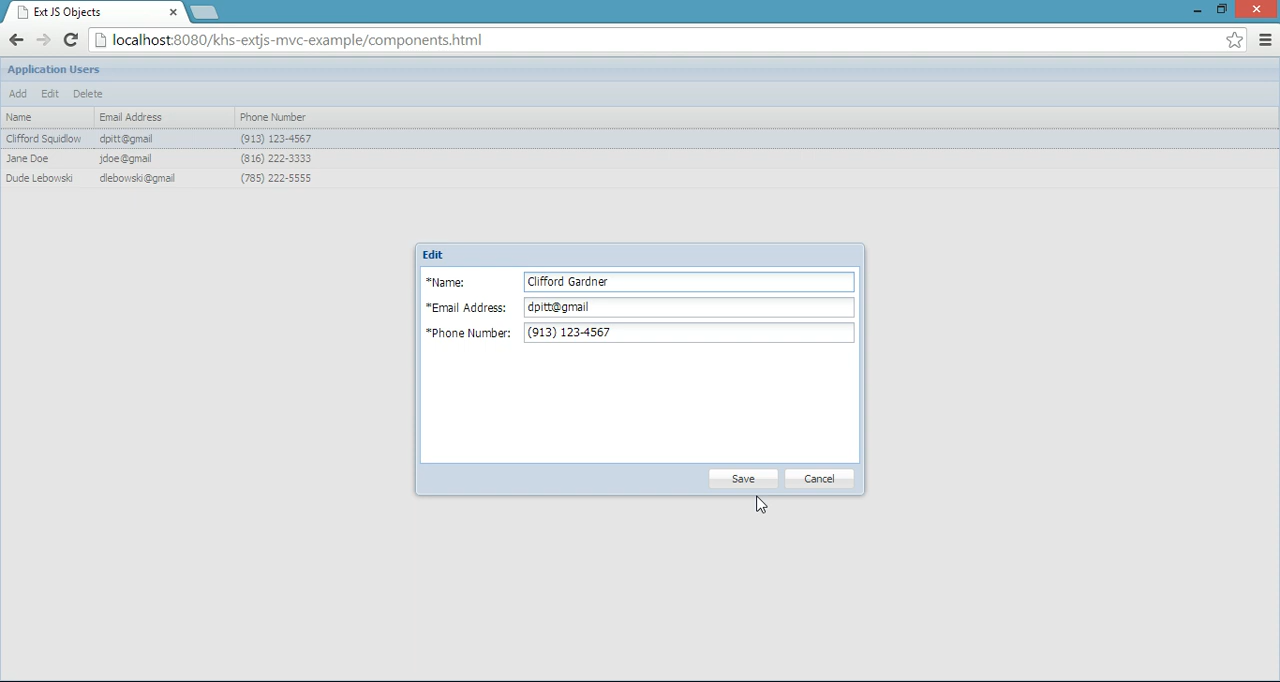 Ext JS Objects
localhost:8080/khs-extjs-mvc-example/components.html
Application Users
Add Edit Delete
Name Email Address Phone Number
Clifford Squidlow dpitt@gmail (913) 123-4567
Jane Doe jdoe@gmail (816) 222-3333
Dude Lebowski dlebowski@gmail (785) 222-5555
Edit
*Name: Clifford Gardner
*Email Address: dpitt@gmail
*Phone Number: (913) 123-4567
Save Cancel